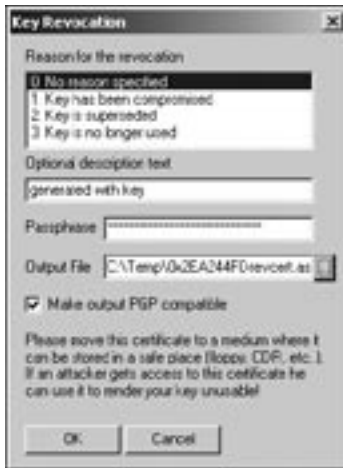 Key Revocation
Reason for the revocation
0 No reason specified
1 Key has been compromised
2 Key is superseded
3 Key is no longer used
Optional description text
generated with key
Passphrase ****************************
Output File C:\Temp\0x2EA244FD\revcert.as
Make output PGP compatible
Please move this certificate to a medium where it
can be stored in a safe place (floppy, CDR, etc. ).
If an attacker gets access to this certificate he
can use it to render your key unusable!
OK Cancel